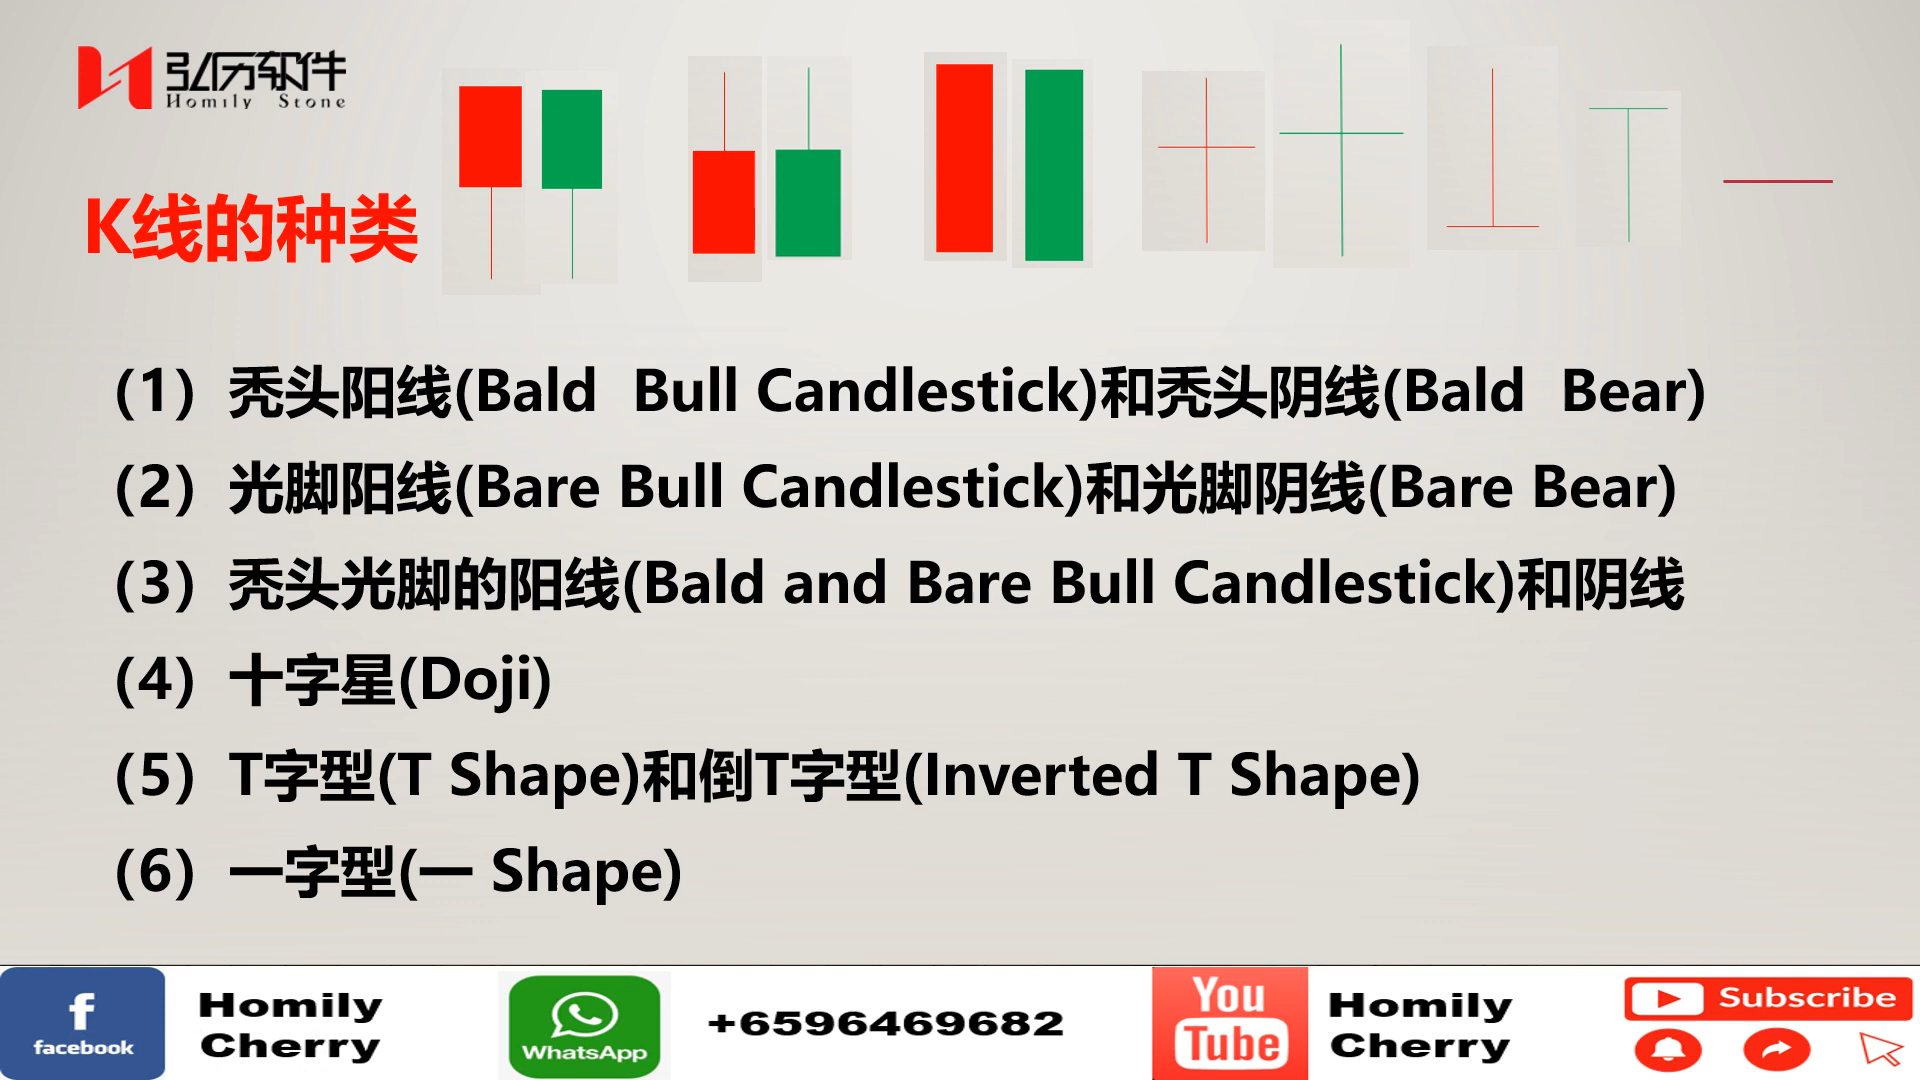 弘历软件
Homily Stone
K线的种类
（1）秃头阳线(Bald  Bull Candlestick)和秃头阴线(Bald  Bear)
（2）光脚阳线(Bare Bull Candlestick)和光脚阴线(Bare Bear)
（3）秃头光脚的阳线(Bald and Bare Bull Candlestick)和阴线
（4）十字星(Doji)
（5）T字型(T Shape)和倒T字型(Inverted T Shape)
（6）一字型(一 Shape)
facebook
Homily
Cherry
WhatsApp
+6596469682
You
Tube
Homily
Cherry
Subscribe